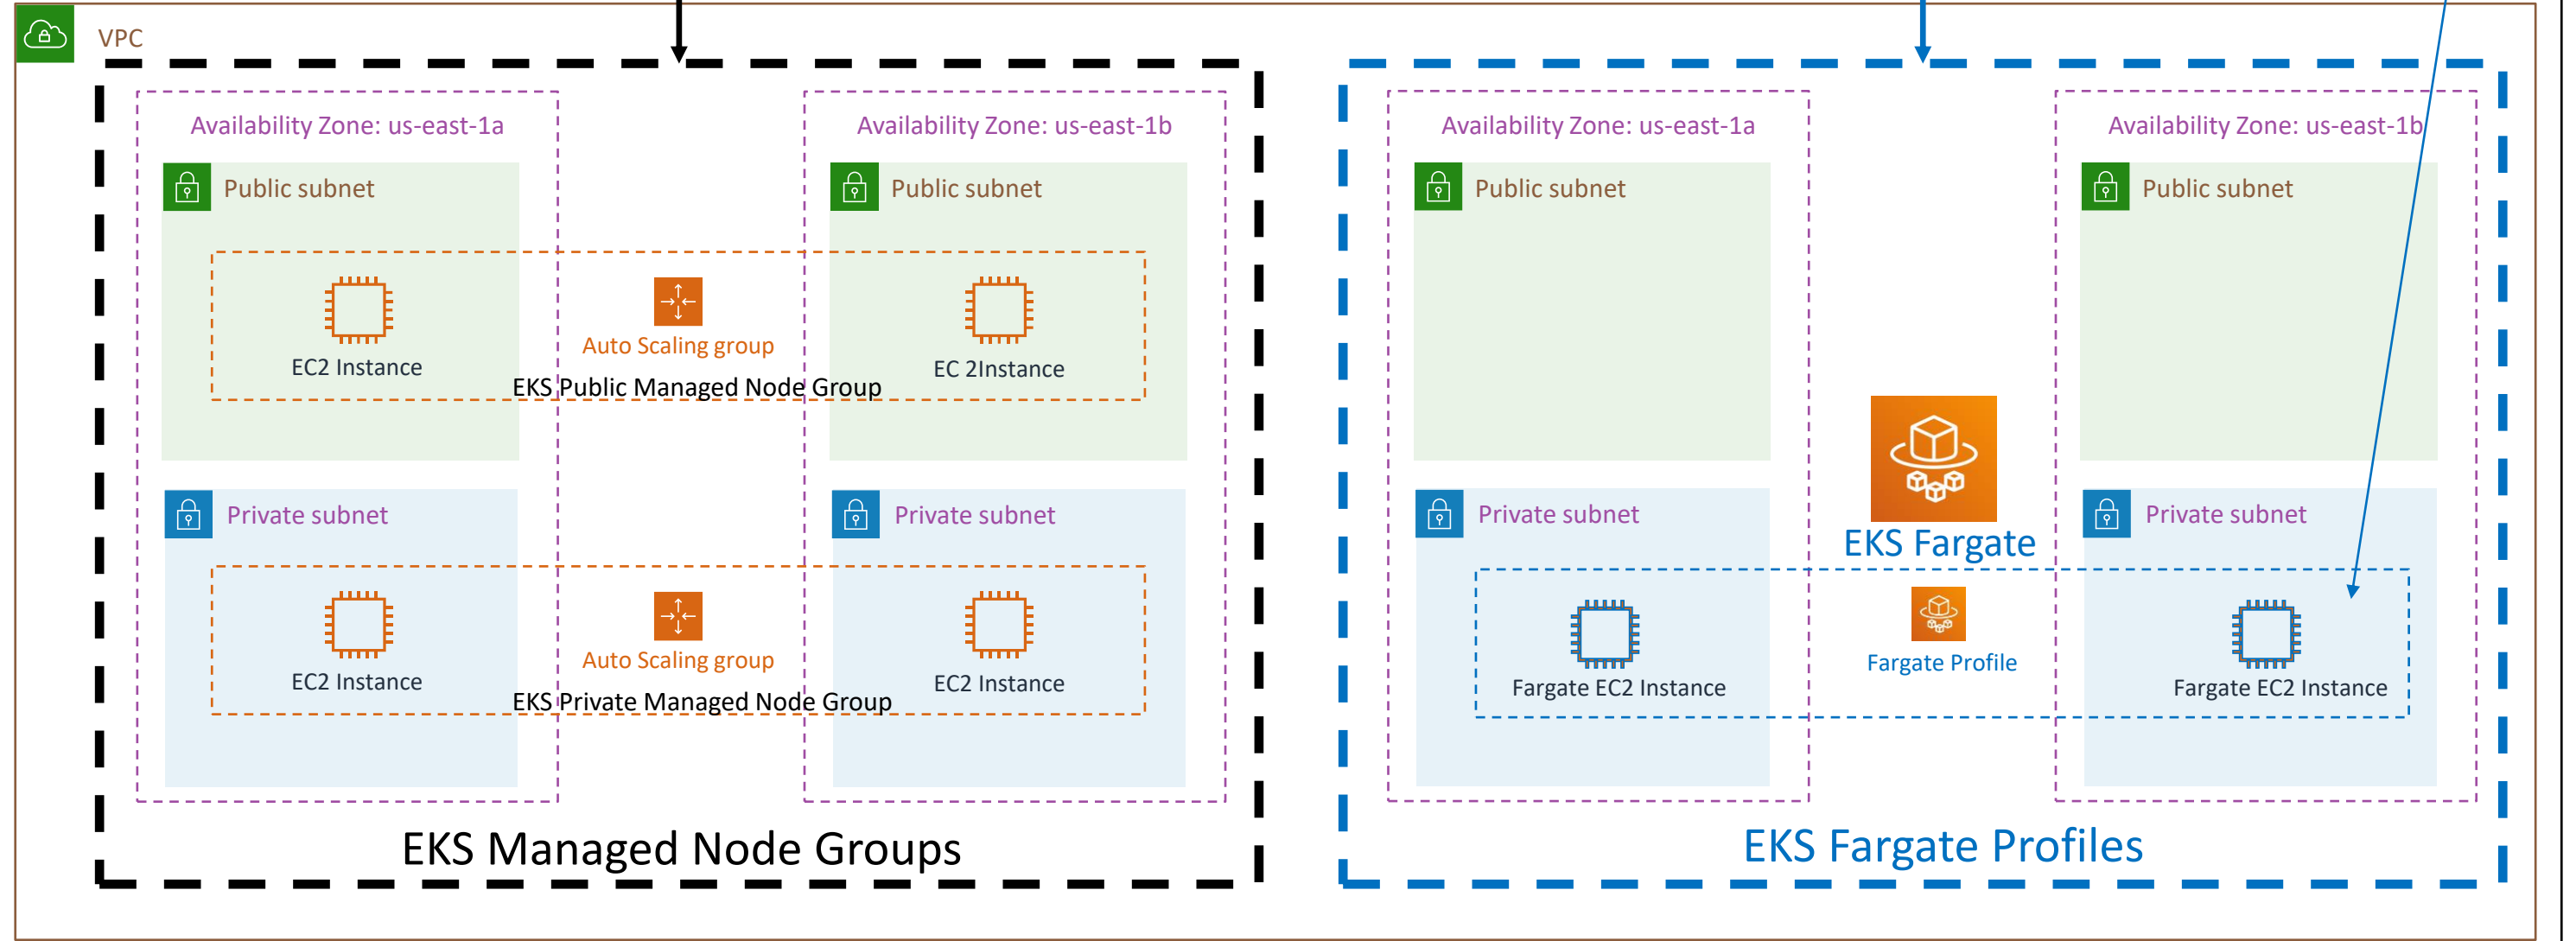 VPC
Availability Zone: us-east-1a
Availability Zone: us-east-1b
Public subnet
Public subnet
EC2 Instance
Auto Scaling group
EC 2Instance
EKS Public Managed Node Group
Private subnet
Private subnet
EC2 Instance
Auto Scaling group
EC2 Instance
EKS Private Managed Node Group
EKS Managed Node Groups
Availability Zone: us-east-1a
Availability Zone: us-east-1b
Public subnet
Public subnet
Private subnet
EKS Fargate
Private subnet
Fargate EC2 Instance
Fargate Profile
Fargate EC2 Instance
EKS Fargate Profiles